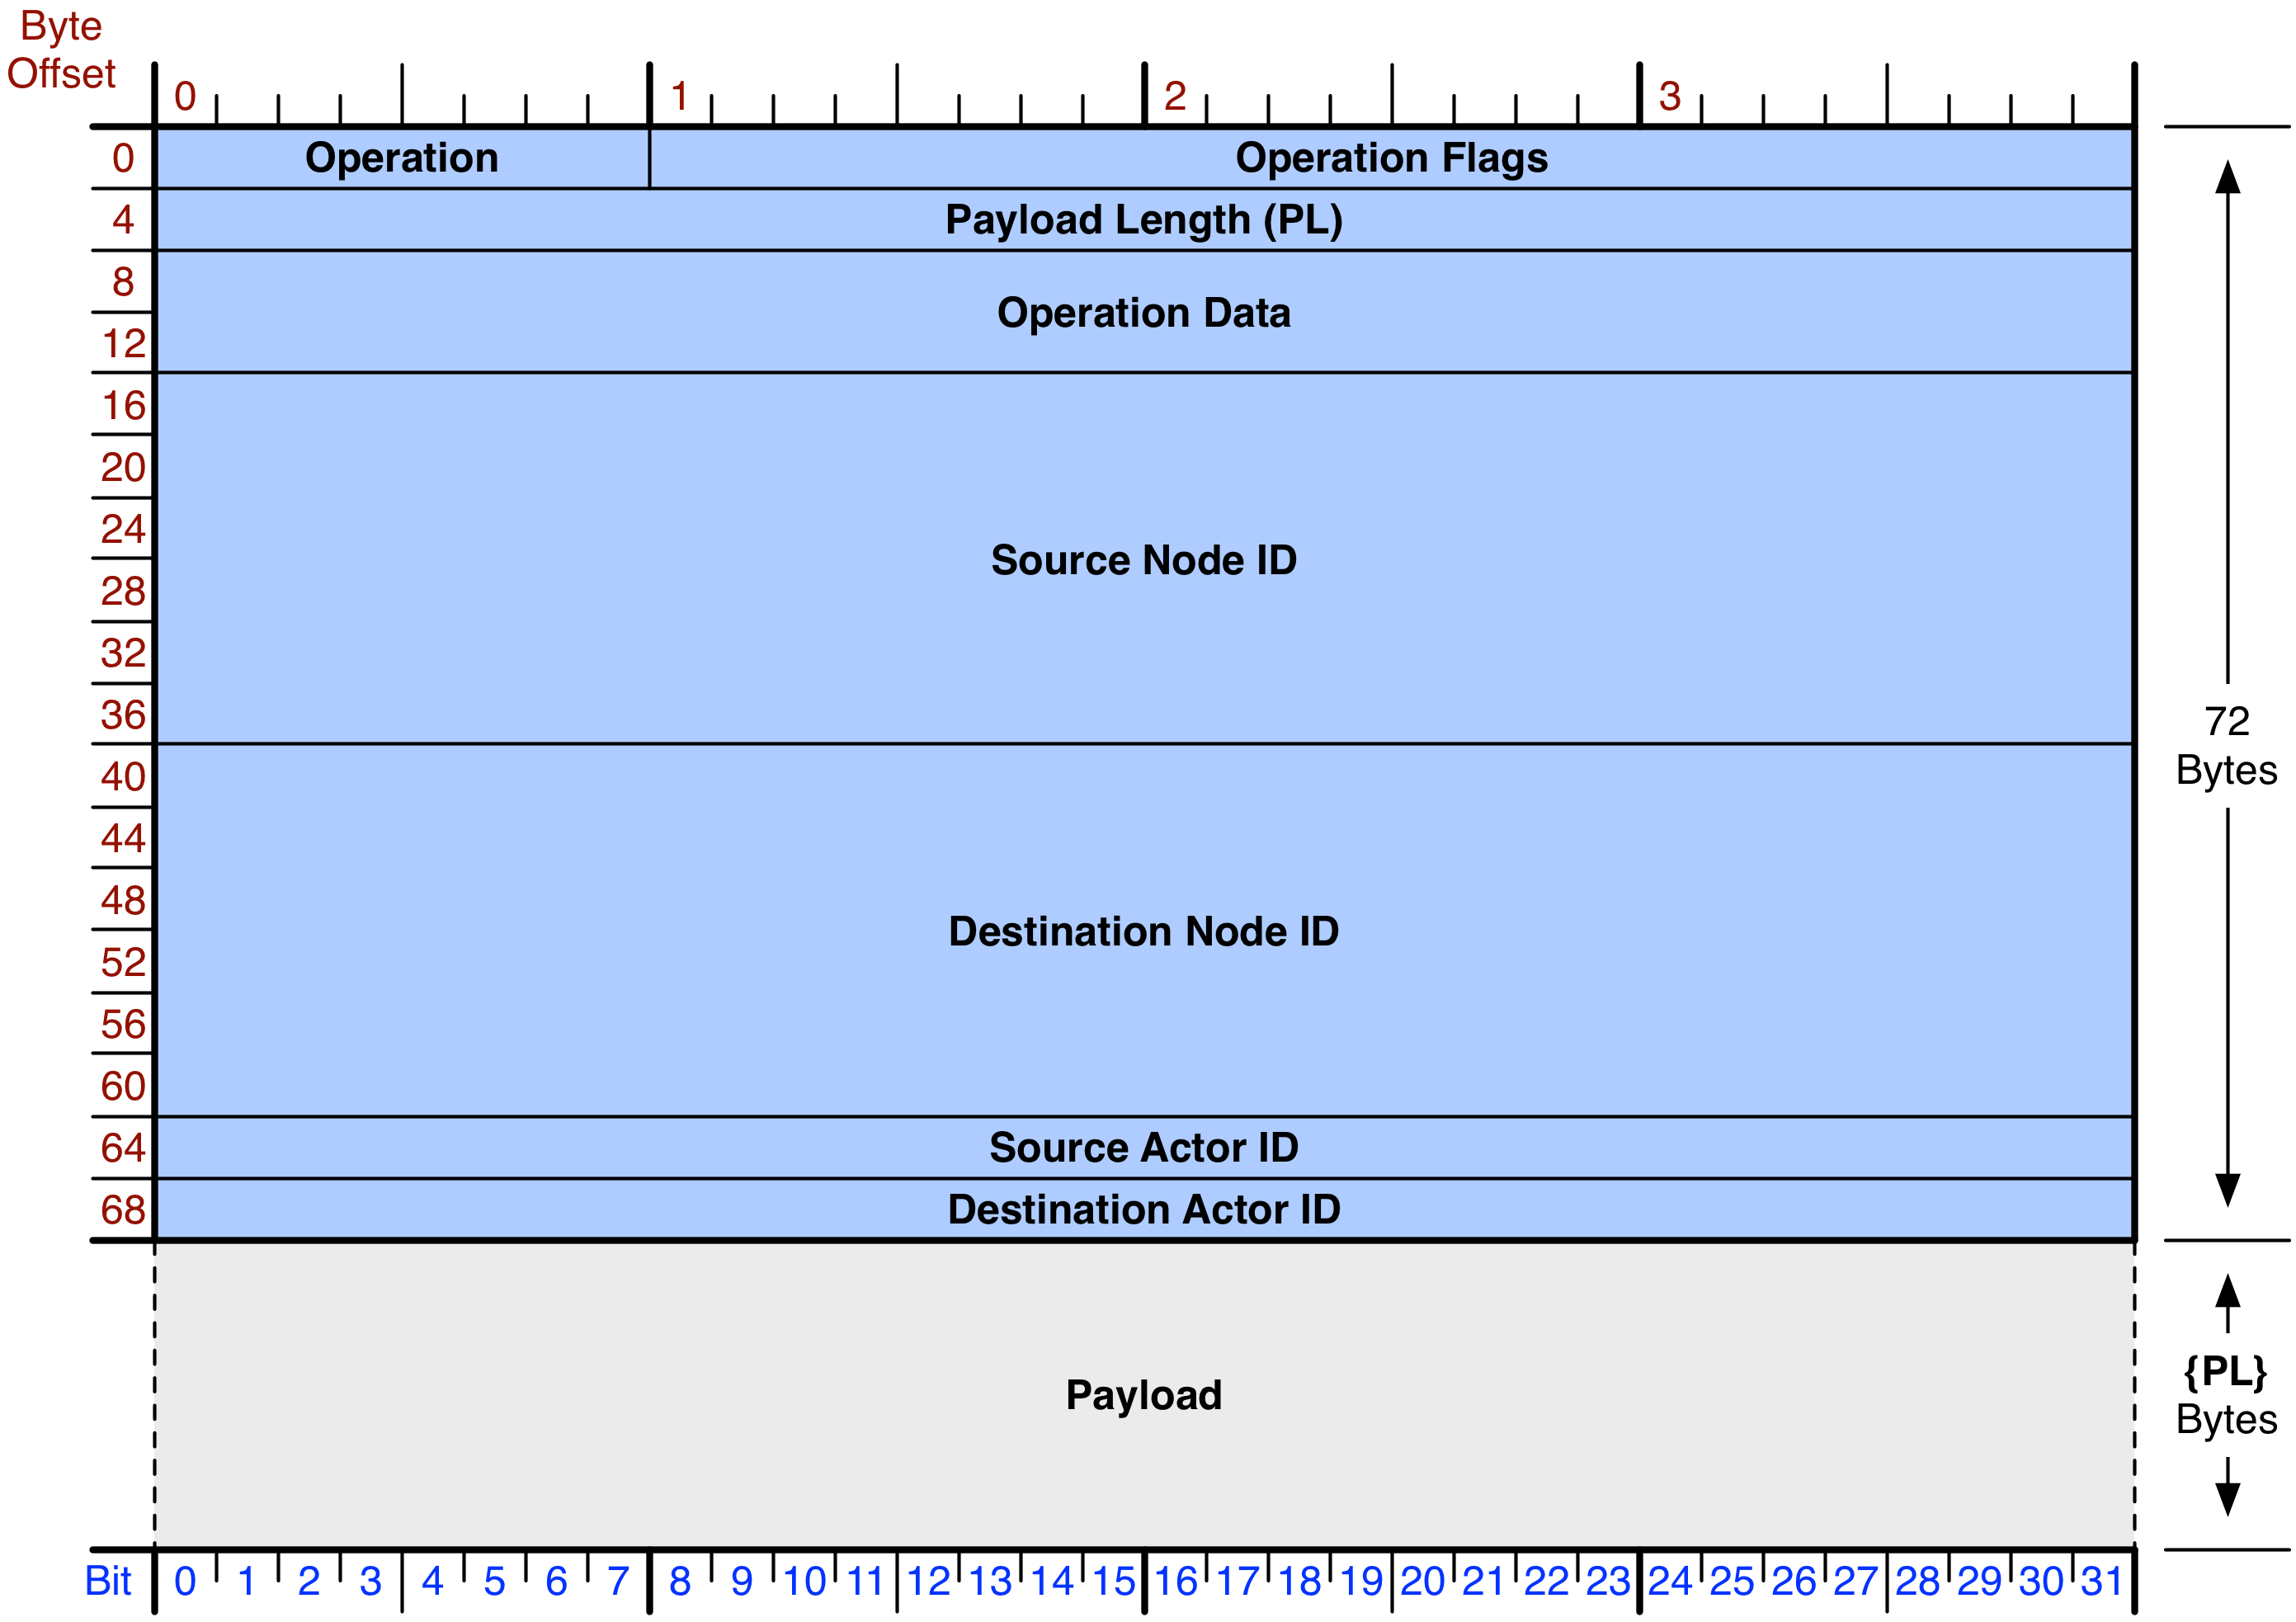 Byte
Offset
0 1 2 3
0 Operation Operation Flags
4 Payload Length (PL)
8
Operation Data
12
16
20
24
Source Node ID
28
32
36
72
Bytes
40
44
48
Destination Node ID
52
56
60
64 Source Actor ID
68 Destination Actor ID
Payload
{PL}
Bytes
Bit 0 1 2 3 4 5 6 7 8 9 10 11 12 13 14 15 16 17 18 19 20 21 22 23 24 25 26 27 28 29 30 31